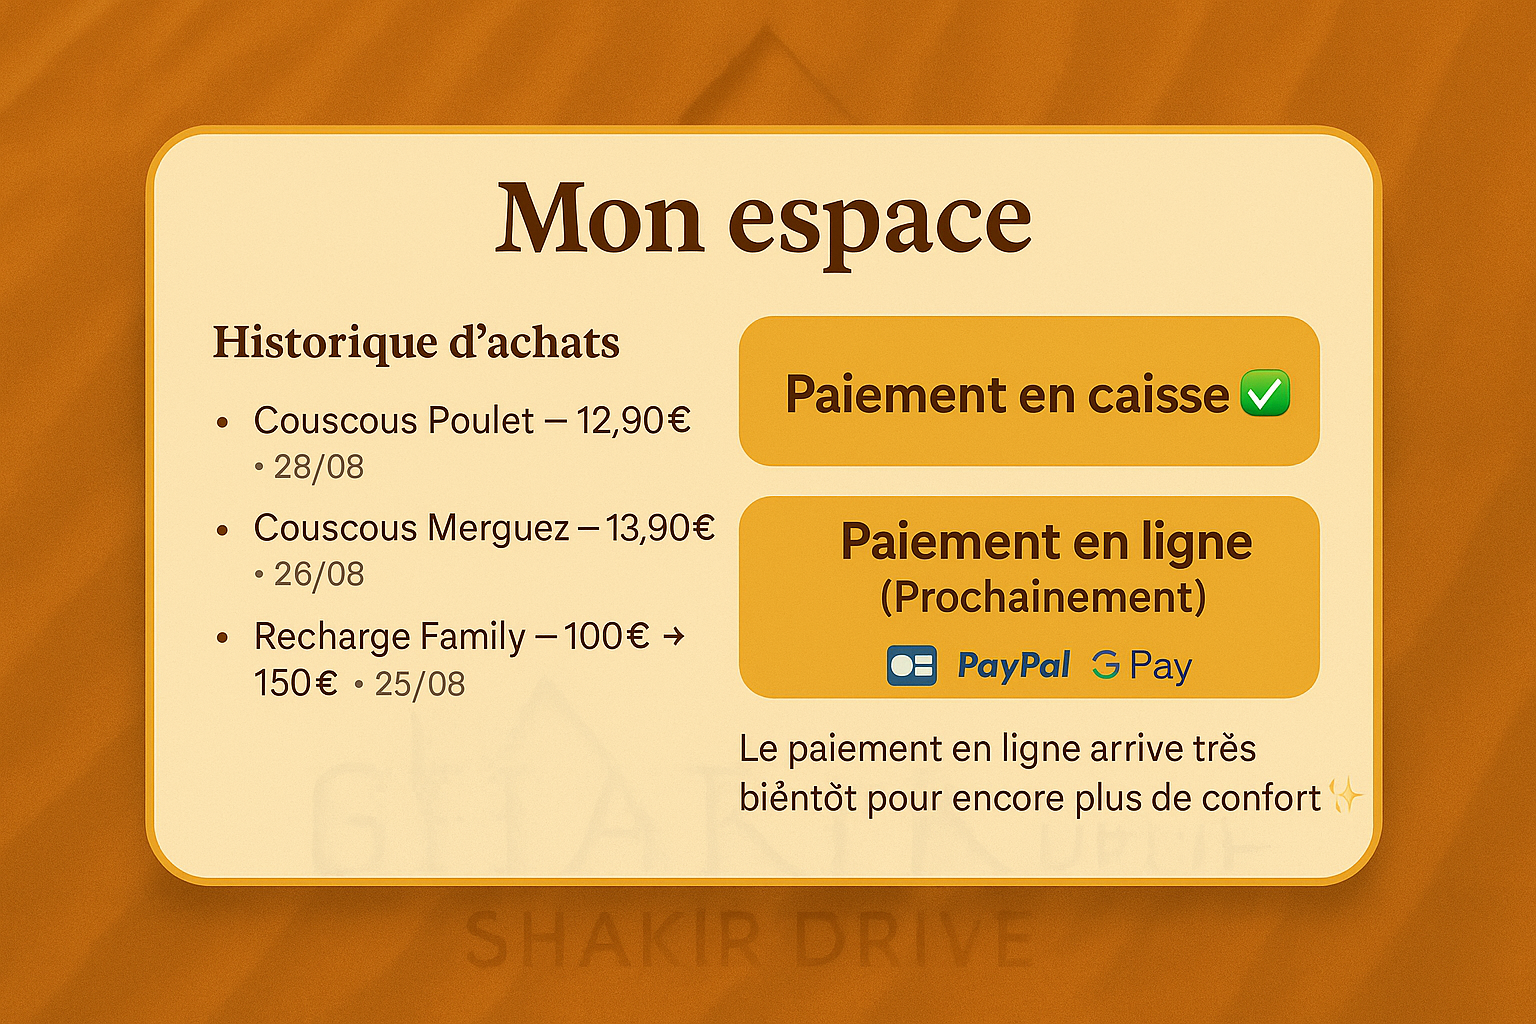 Mon espace
Historique d’achats
• Couscous Poulet – 12,90€
• 28/08
• Couscous Merguez – 13,90€
• 26/08
• Recharge Family – 100€ →
150€ • 25/08
Paiement en caisse ✅
Paiement en ligne
(Prochainement)
PayPal G Pay
Le paiement en ligne arrive trěs
biẻntŏt pour encore plus de confort ✨
SHAKIR DRIVE